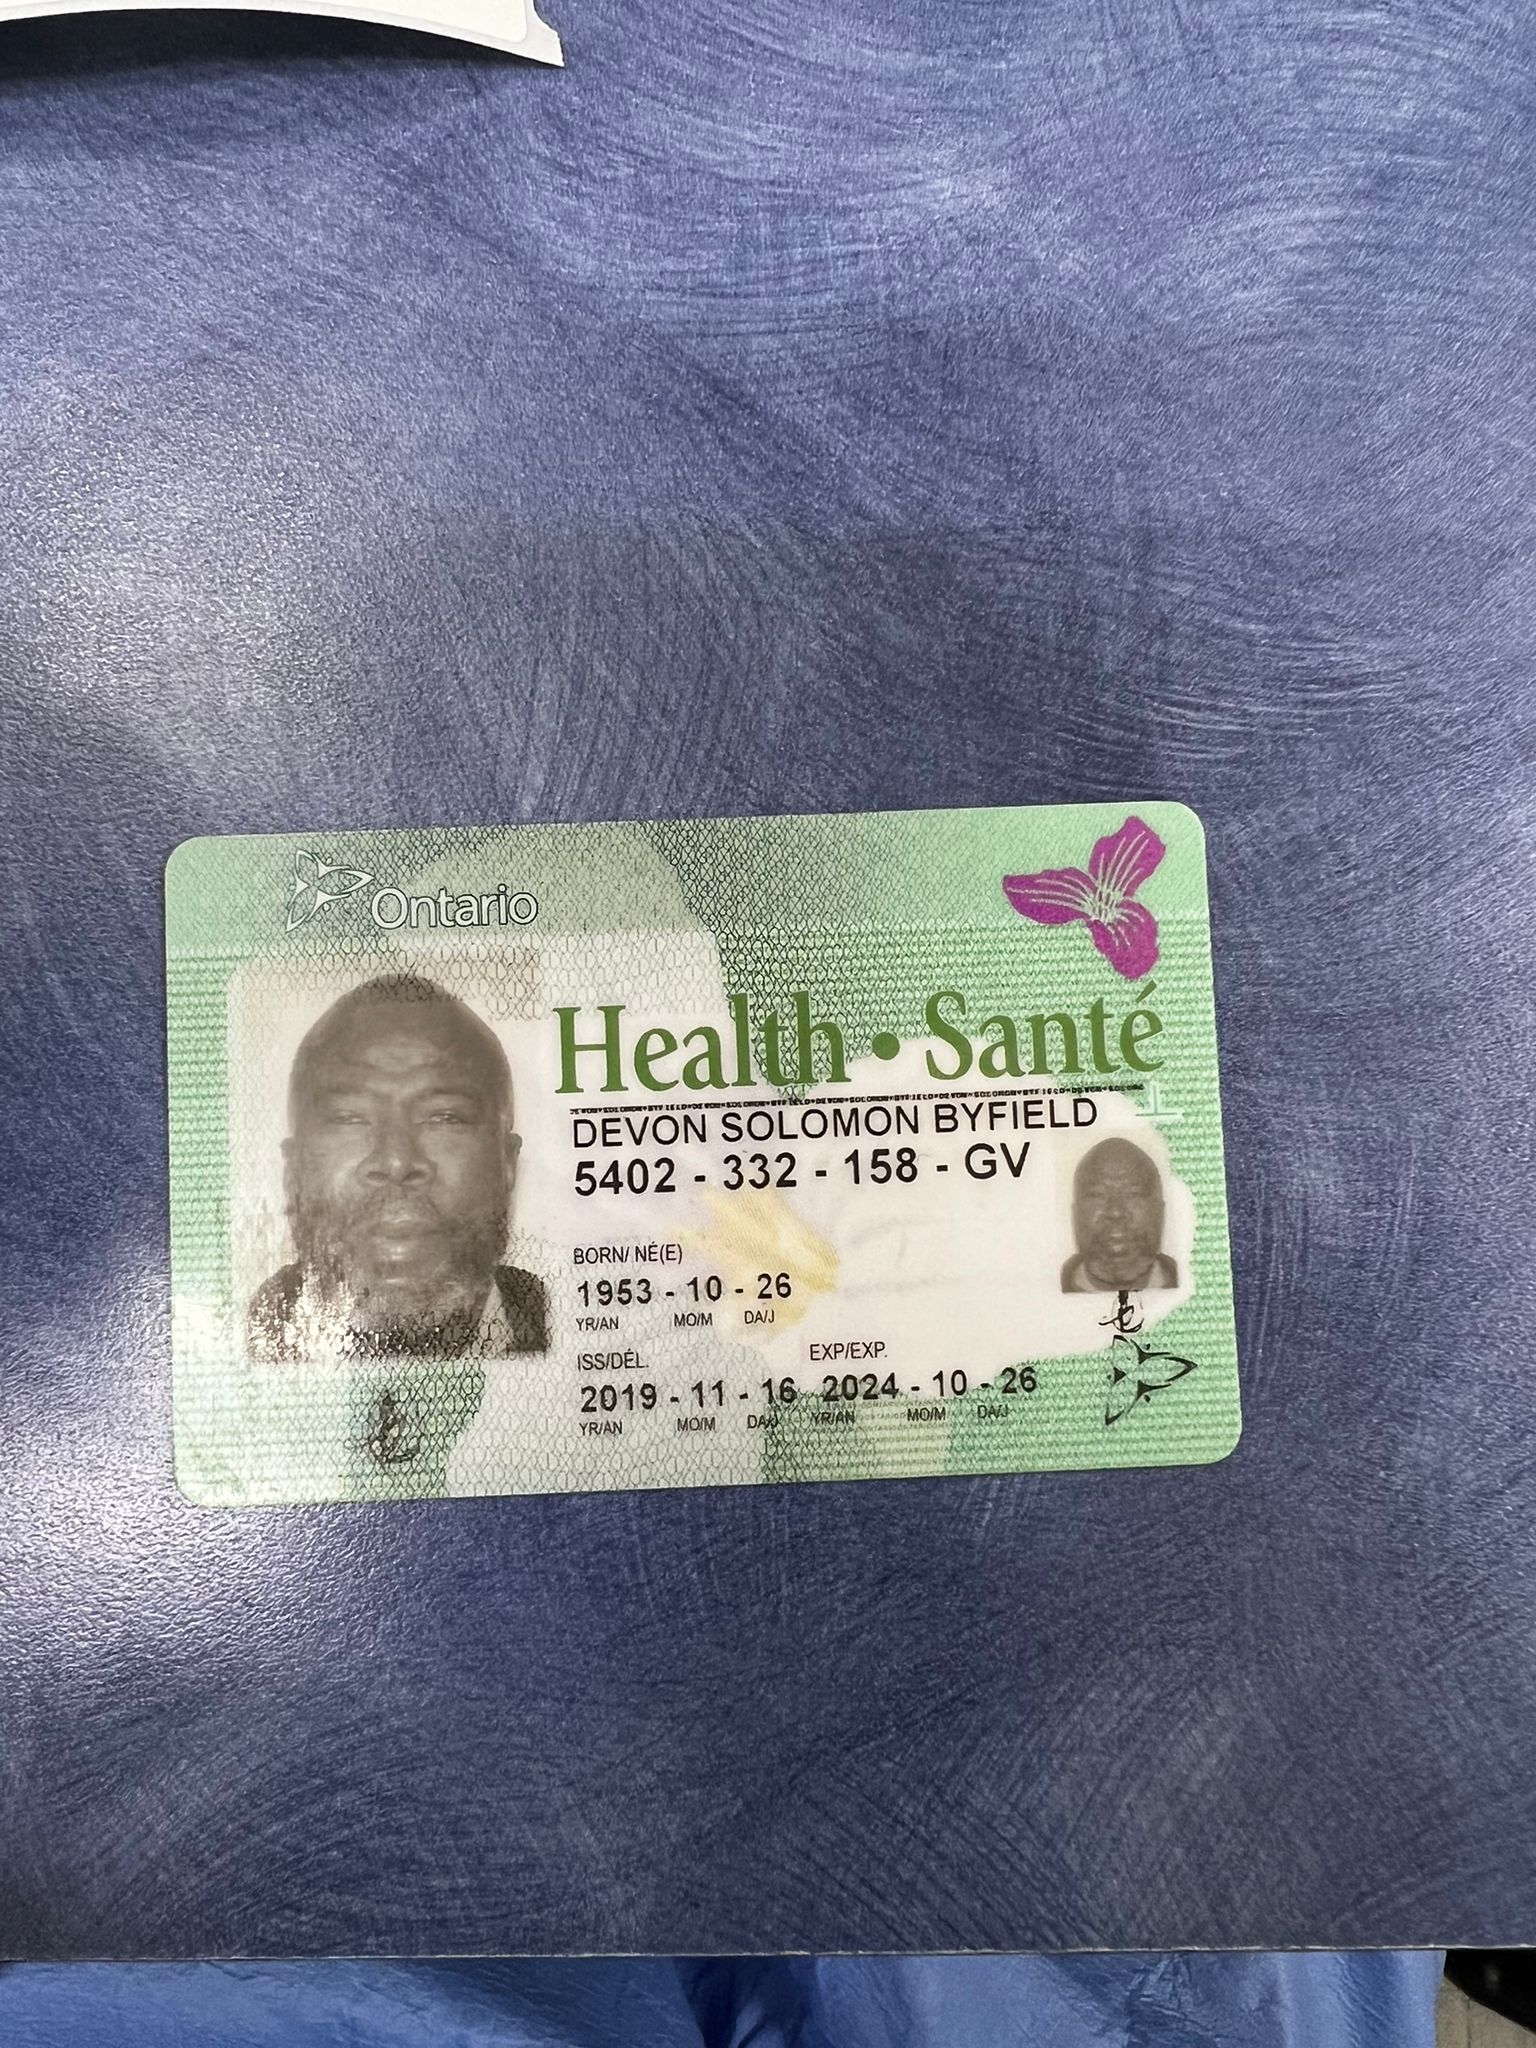 Ontario
Health • Santé
DEVON SOLOMON BYFIELD
5402 - 332 - 158 - GV
BORN/ NÉ(E)
1953 - 10 - 26
YR/AN MO/M DA/J
ISS/DÉL. EXP/EXP.
2019 - 11 - 16 2024 - 10 - 26
YR/AN MO/M DA/J YR/AN MO/M DA/J